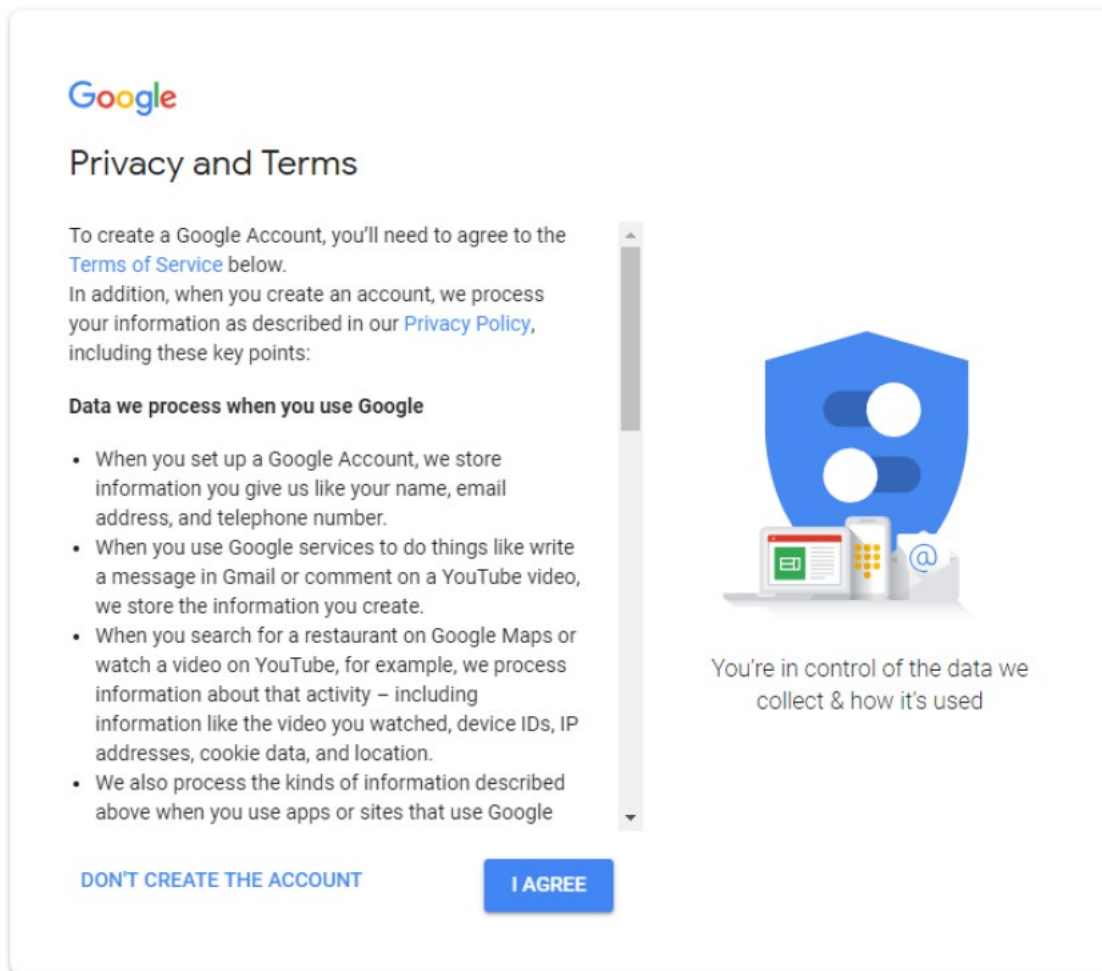 Google
Privacy and Terms
To create a Google Account, you'll need to agree to the
Terms of Service below.
In addition, when you create an account, we process
your information as described in our Privacy Policy,
including these key points:
Data we process when you use Google
• When you set up a Google Account, we store
information you give us like your name, email
address, and telephone number.
• When you use Google services to do things like write
a message in Gmail or comment on a YouTube video,
we store the information you create.
• When you search for a restaurant on Google Maps or
watch a video on YouTube, for example, we process
information about that activity – including
information like the video you watched, device IDs, IP
addresses, cookie data, and location.
• We also process the kinds of information described
above when you use apps or sites that use Google
DON'T CREATE THE ACCOUNT
I AGREE
@
You're in control of the data we
collect & how it's used